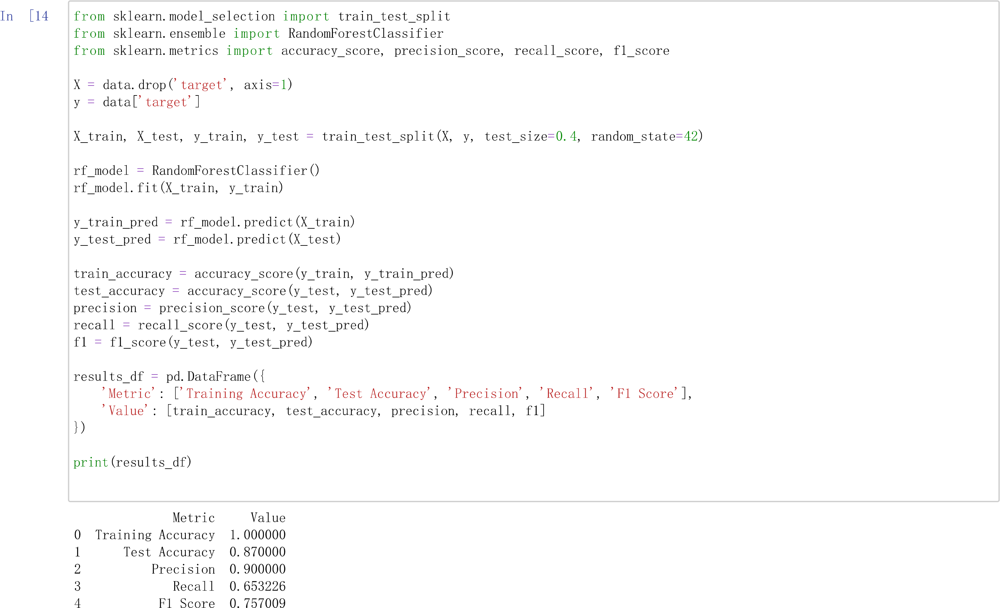 In [14
from sklearn.model_selection import train_test_split
from sklearn.ensemble import RandomForestClassifier
from sklearn.metrics import accuracy_score, precision_score, recall_score, f1_score
X = data.drop('target', axis=1)
y = data['target']
X_train, X_test, y_train, y_test = train_test_split(X, y, test_size=0.4, random_state=42)
rf_model = RandomForestClassifier()
rf_model.fit(X_train, y_train)
y_train_pred = rf_model.predict(X_train)
y_test_pred = rf_model.predict(X_test)
train_accuracy = accuracy_score(y_train, y_train_pred)
test_accuracy = accuracy_score(y_test, y_test_pred)
precision = precision_score(y_test, y_test_pred)
recall = recall_score(y_test, y_test_pred)
f1 = f1_score(y_test, y_test_pred)
results_df = pd.DataFrame({
    'Metric': ['Training Accuracy', 'Test Accuracy', 'Precision', 'Recall', 'F1 Score'],
    'Value': [train_accuracy, test_accuracy, precision, recall, f1]
})
print(results_df)
Metric Value
0 Training Accuracy 1.000000
1 Test Accuracy 0.870000
2 Precision 0.900000
3 Recall 0.653226
4 F1 Score 0.757009